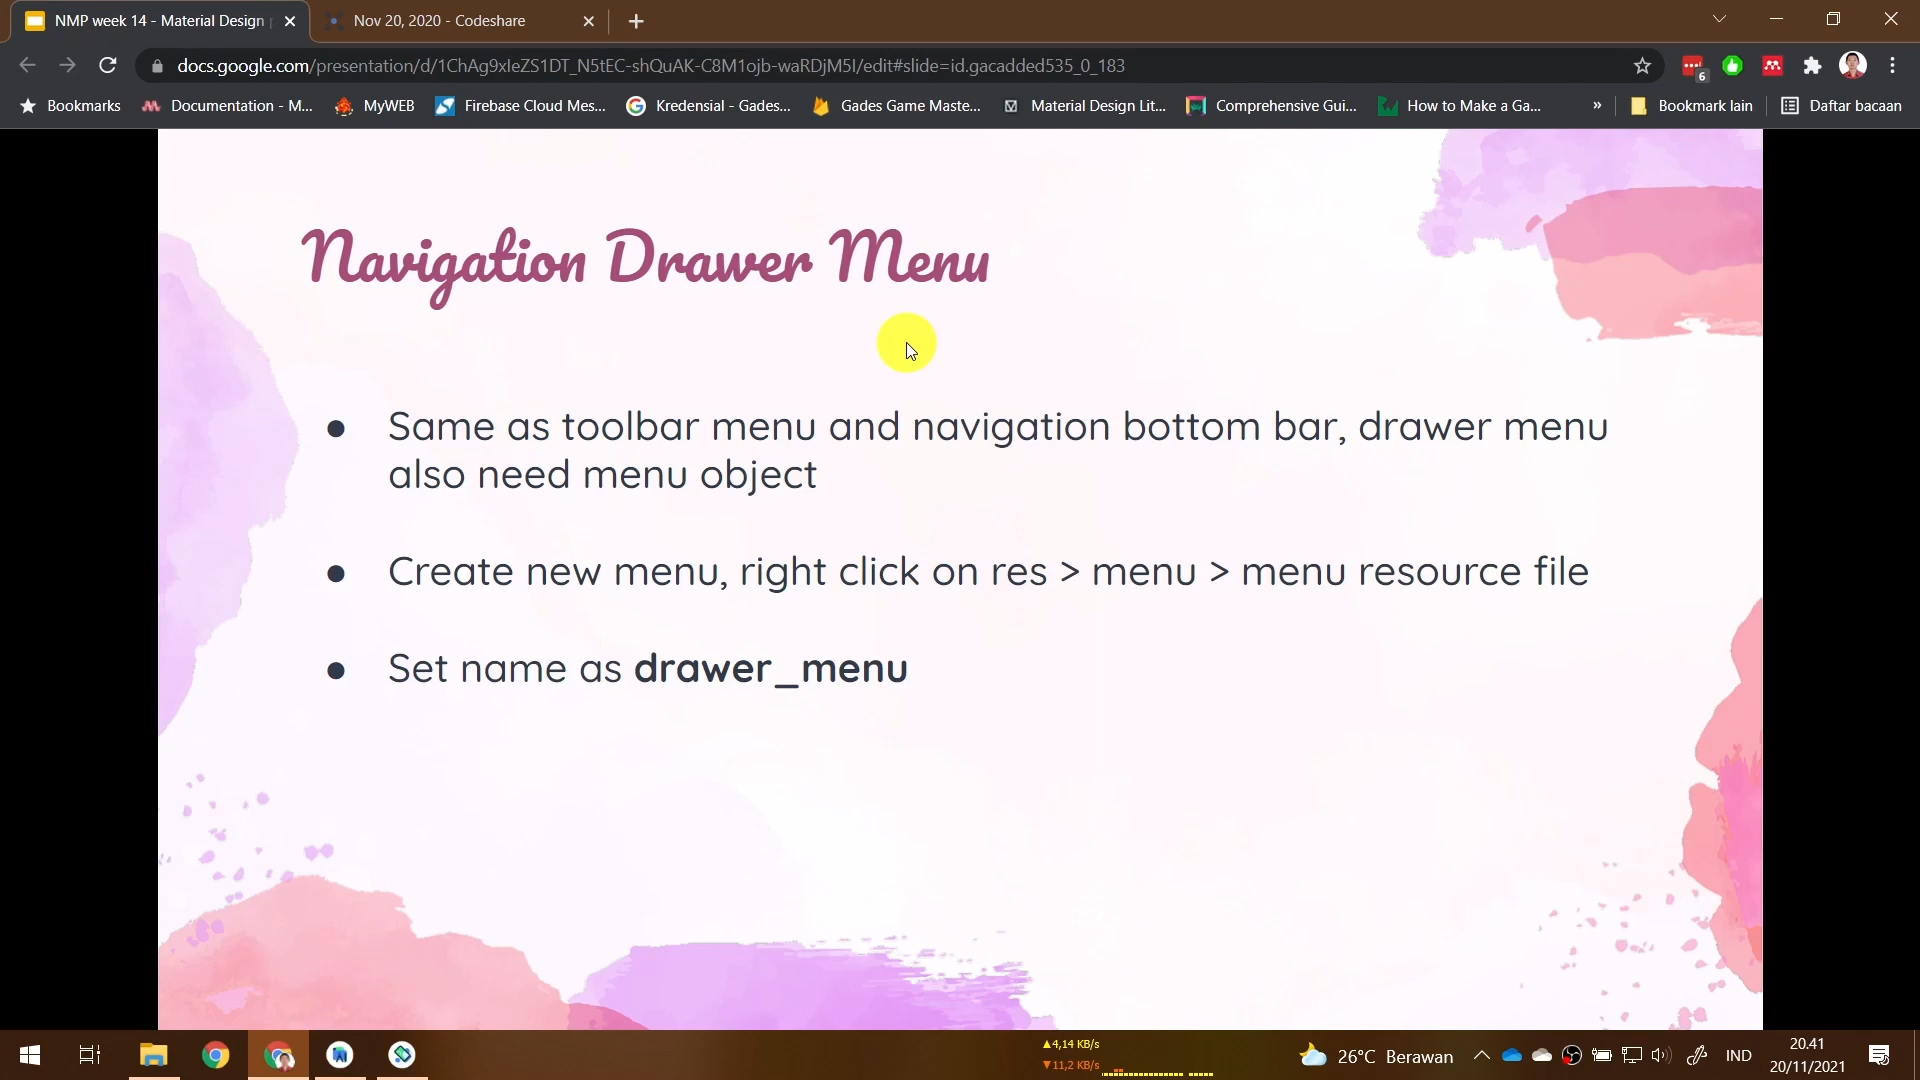 NMP week 14 - Material Design
Nov 20, 2020 - Codeshare
docs.google.com/presentation/d/1ChAg9xIeZS1DT_N5tEC-shQuAK-C8M1ojb-waRDjM5I/edit#slide=id.gacadded535_0_183
6
Bookmarks
Documentation - M...
MyWEB
Firebase Cloud Mes...
Kredensial - Gades...
Gades Game Maste...
Material Design Lit...
Comprehensive Gui...
How to Make a Ga...
»
Bookmark lain
Daftar bacaan
Navigation Drawer Menu
● Same as toolbar menu and navigation bottom bar, drawer menu
also need menu object
● Create new menu, right click on res > menu > menu resource file
● Set name as drawer_menu
▲4,14 KB/s
▼11,2 KB/s
26°C Berawan
IND
20.41
20/11/2021